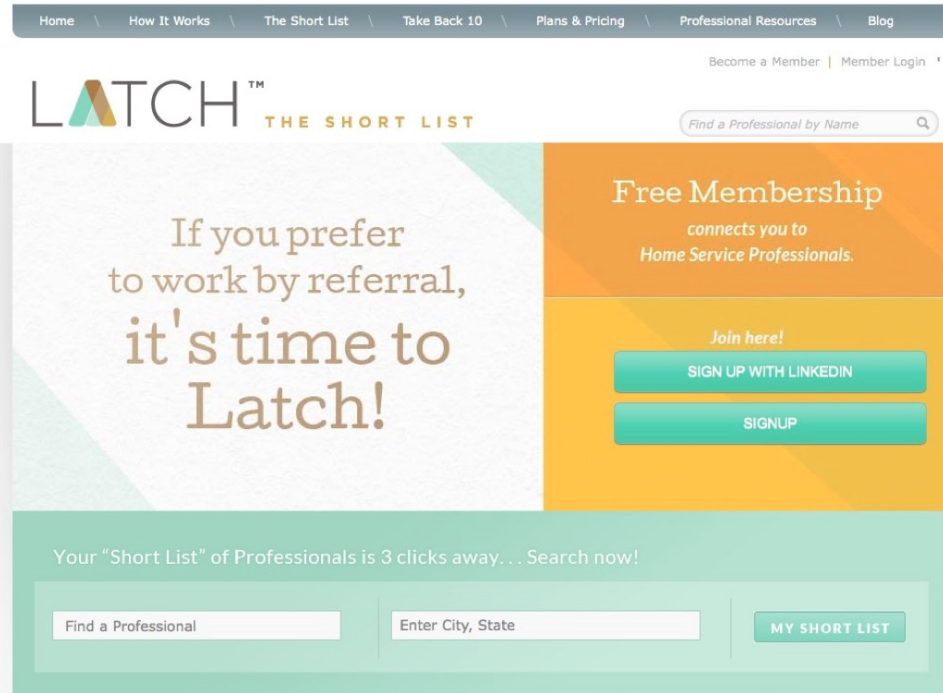 Home \ How It Works \ The Short List \ Take Back 10 \ Plans & Pricing \ Professional Resources \ Blog
Become a Member | Member Login
LATCH™
THE SHORT LIST
Find a Professional by Name
If you prefer
to work by referral,
it's time to
Latch!
Free Membership
connects you to
Home Service Professionals.
Join here!
SIGN UP WITH LINKEDIN
SIGNUP
Your “Short List” of Professionals is 3 clicks away. . . Search now!
Find a Professional
Enter City, State
MY SHORT LIST